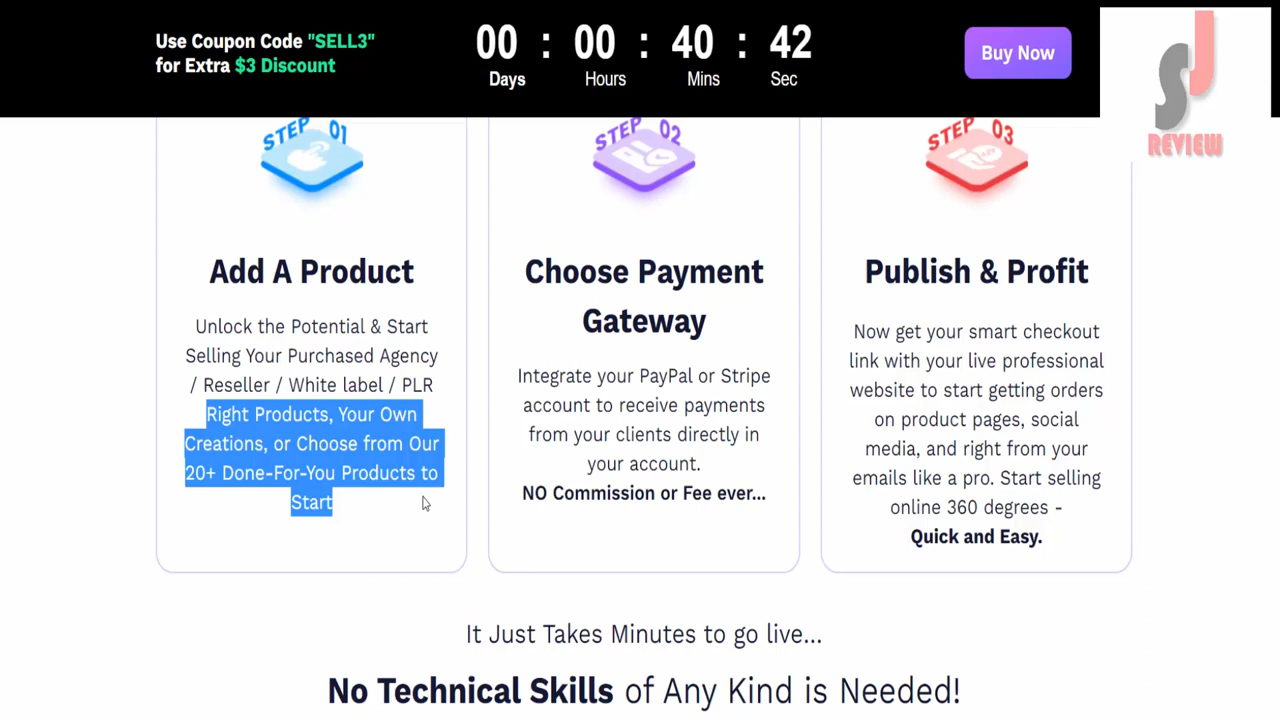 Use Coupon Code "SELL3"
for Extra $3 Discount
00 : 00 : 40 : 42
Days Hours Mins Sec
Buy Now
SJ
REVIEW
STEP 01
Add A Product
Unlock the Potential & Start
Selling Your Purchased Agency
/ Reseller / White label / PLR
Right Products, Your Own
Creations, or Choose from Our
20+ Done-For-You Products to
Start
STEP 02
Choose Payment
Gateway
Integrate your PayPal or Stripe
account to receive payments
from your clients directly in
your account.
NO Commission or Fee ever...
STEP 03
Publish & Profit
Now get your smart checkout
link with your live professional
website to start getting orders
on product pages, social
media, and right from your
emails like a pro. Start selling
online 360 degrees -
Quick and Easy.
It Just Takes Minutes to go live...
No Technical Skills of Any Kind is Needed!